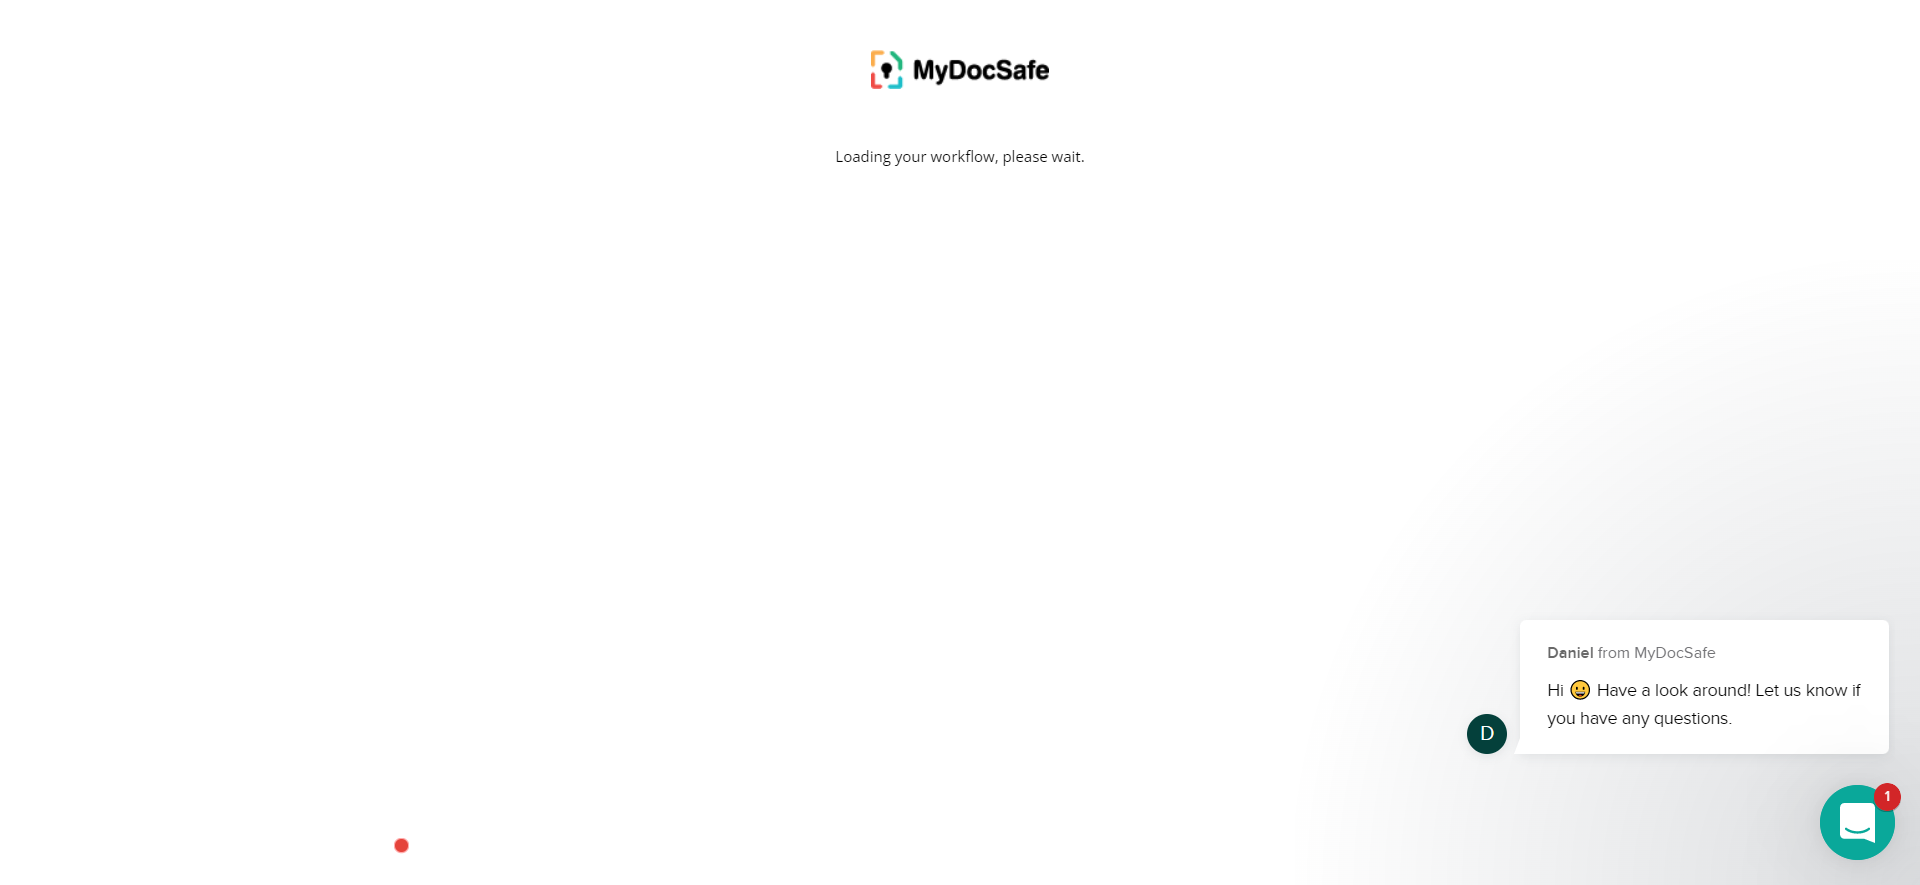 MyDocSafe
Loading your workflow, please wait.
Daniel from MyDocSafe
Hi 😀 Have a look around! Let us know if
you have any questions.
D
1